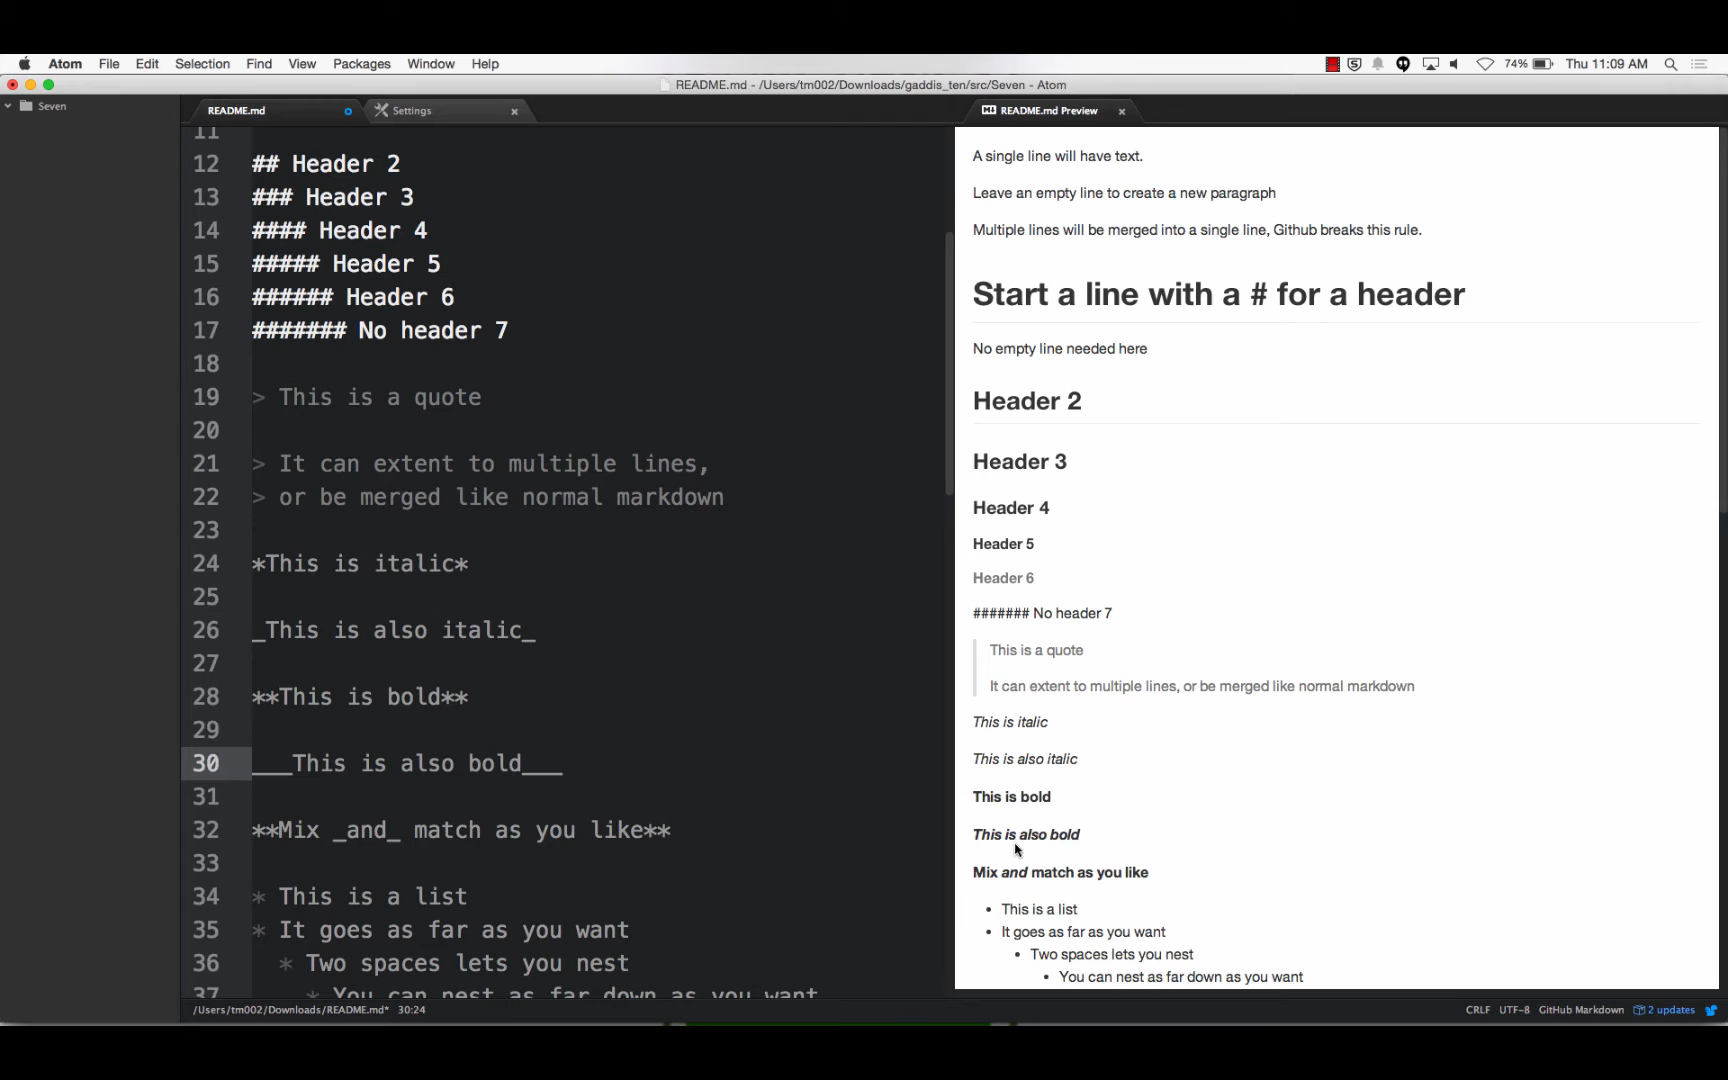 Atom File Edit Selection Find View Packages Window Help 74% Thu 11:09 AM
README.md - /Users/tm002/Downloads/gaddis_ten/src/Seven - Atom
Seven
README.md Settings
README.md Preview
11
12 ## Header 2
13 ### Header 3
14 #### Header 4
15 ##### Header 5
16 ###### Header 6
17 ####### No header 7
18
19 > This is a quote
20
21 > It can extent to multiple lines,
22 > or be merged like normal markdown
23
24 *This is italic*
25
26 _This is also italic_
27
28 **This is bold**
29
30 ___This is also bold___
31
32 **Mix _and_ match as you like**
33
34 * This is a list
35 * It goes as far as you want
36 * Two spaces lets you nest
37 * You can nest as far down as you want
A single line will have text.
Leave an empty line to create a new paragraph
Multiple lines will be merged into a single line, Github breaks this rule.
Start a line with a # for a header
No empty line needed here
Header 2
Header 3
Header 4
Header 5
Header 6
####### No header 7
This is a quote
It can extent to multiple lines, or be merged like normal markdown
This is italic
This is also italic
This is bold
This is also bold
Mix and match as you like
• This is a list
• It goes as far as you want
• Two spaces lets you nest
• You can nest as far down as you want
/Users/tm002/Downloads/README.md* 30:24
CRLF UTF-8 GitHub Markdown 2 updates